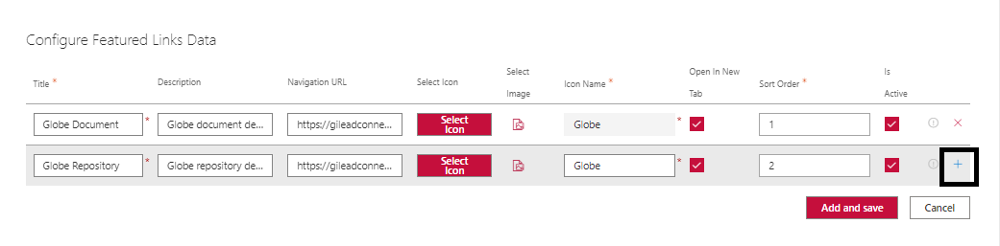 Configure Featured Links Data
Title *
Description
Navigation URL
Select Icon
Select
Image
Icon Name *
Open In New
Tab
Sort Order *
Is
Active
Globe Document *
Globe document de...
https://gileadconne...
Select
Icon
Globe *
1
Globe Repository *
Globe repository de...
https://gileadconne...
Select
Icon
Globe *
2
Add and save
Cancel